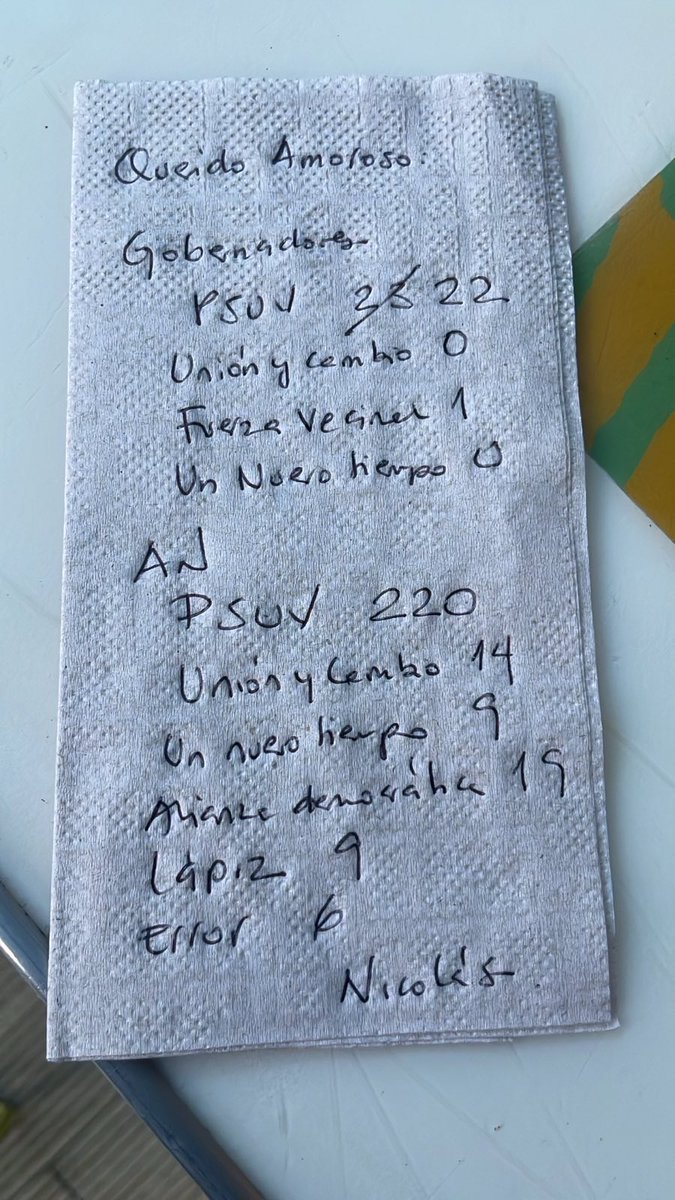 Querido Amoroso:
Gobernadores
PSUV 23 22
Unión y cambio 0
Fuerza Vecinal 1
Un Nuevo tiempo 0
AN
PSUV 220
Unión y Cambio 14
Un nuevo tiempo 9
Alianza democrática 19
Lápiz 9
Error 6
Nicolás